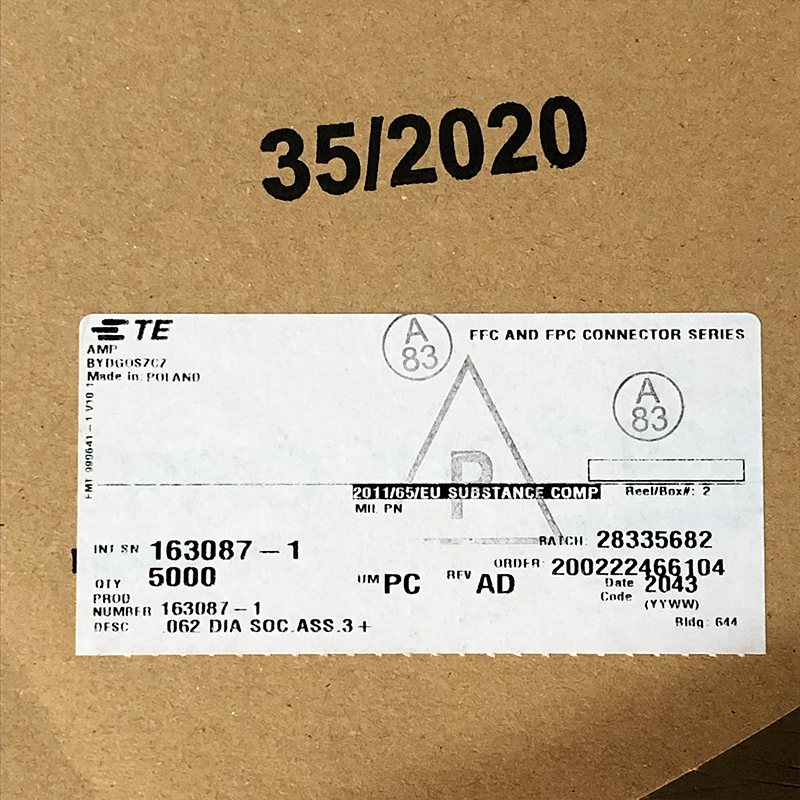 35/2020
TE
FFC AND FPC CONNECTOR SERIES
A
83
AMP
BYDGOSZCZ
Made in: POLAND
A
83
FMT 999641-1 V10.1
P
2011/65/EU SUBSTANCE COMP
Reel/Box#: 2
MIL PN
INT SN 163087-1
BATCH: 28335682
ORDER: 200222466104
QTY 5000
UM PC
REV AD
Date Code 2043
(YYWW)
PROD NUMBER 163087-1
DESC .062 DIA SOC.ASS.3+
Bldg: 644